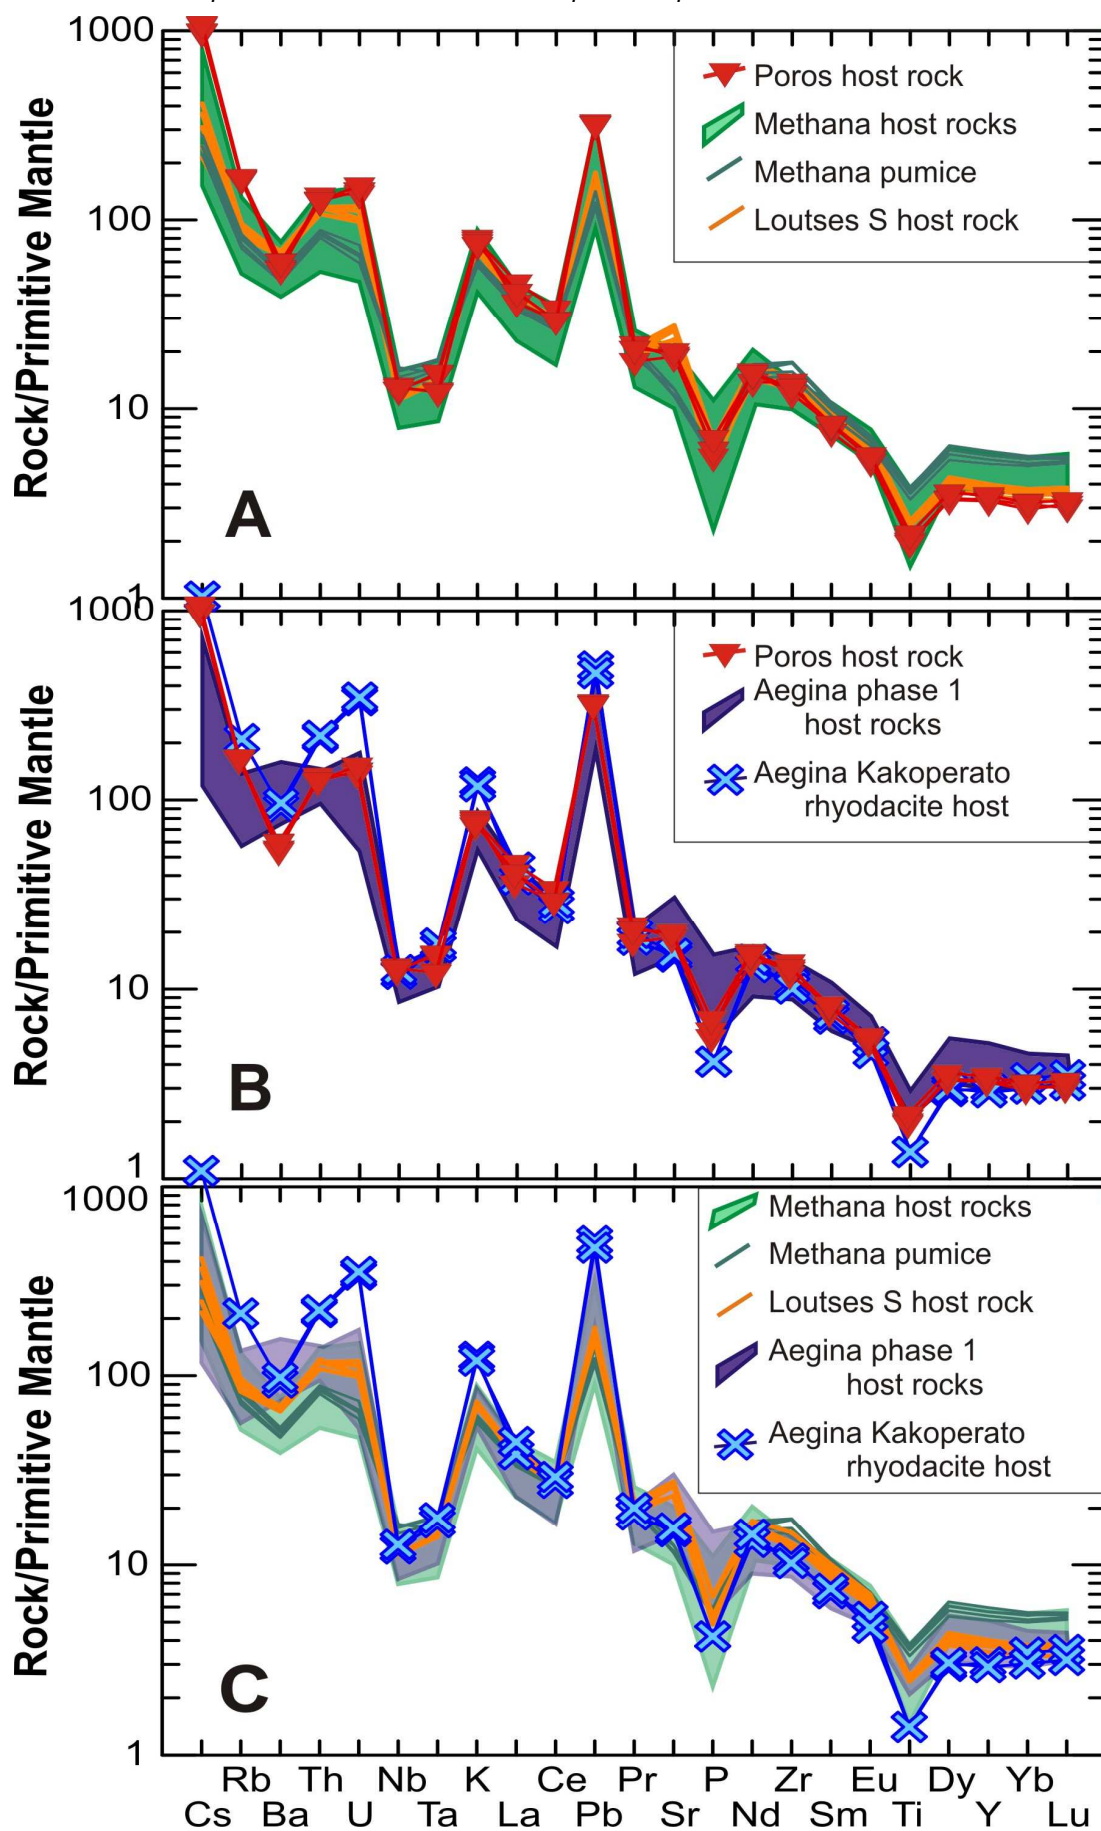 1000
100
10
1
Rock/Primitive Mantle
Poros host rock
Methana host rocks
Methana pumice
Loutses S host rock
A
1000
100
10
1
Rock/Primitive Mantle
Poros host rock
Aegina phase 1
host rocks
Aegina Kakoperato
rhyodacite host
B
1000
100
10
1
Rock/Primitive Mantle
Methana host rocks
Methana pumice
Loutses S host rock
Aegina phase 1
host rocks
Aegina Kakoperato
rhyodacite host
C
Rb Th Nb K Ce Pr P Zr Eu Dy Yb
Cs Ba U Ta La Pb Sr Nd Sm Ti Y Lu